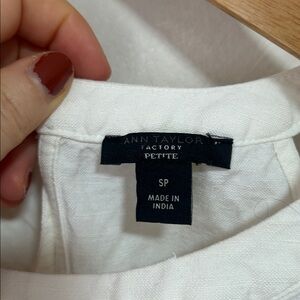 ANN TAYLOR
FACTORY
PETITE
SP
MADE IN
INDIA